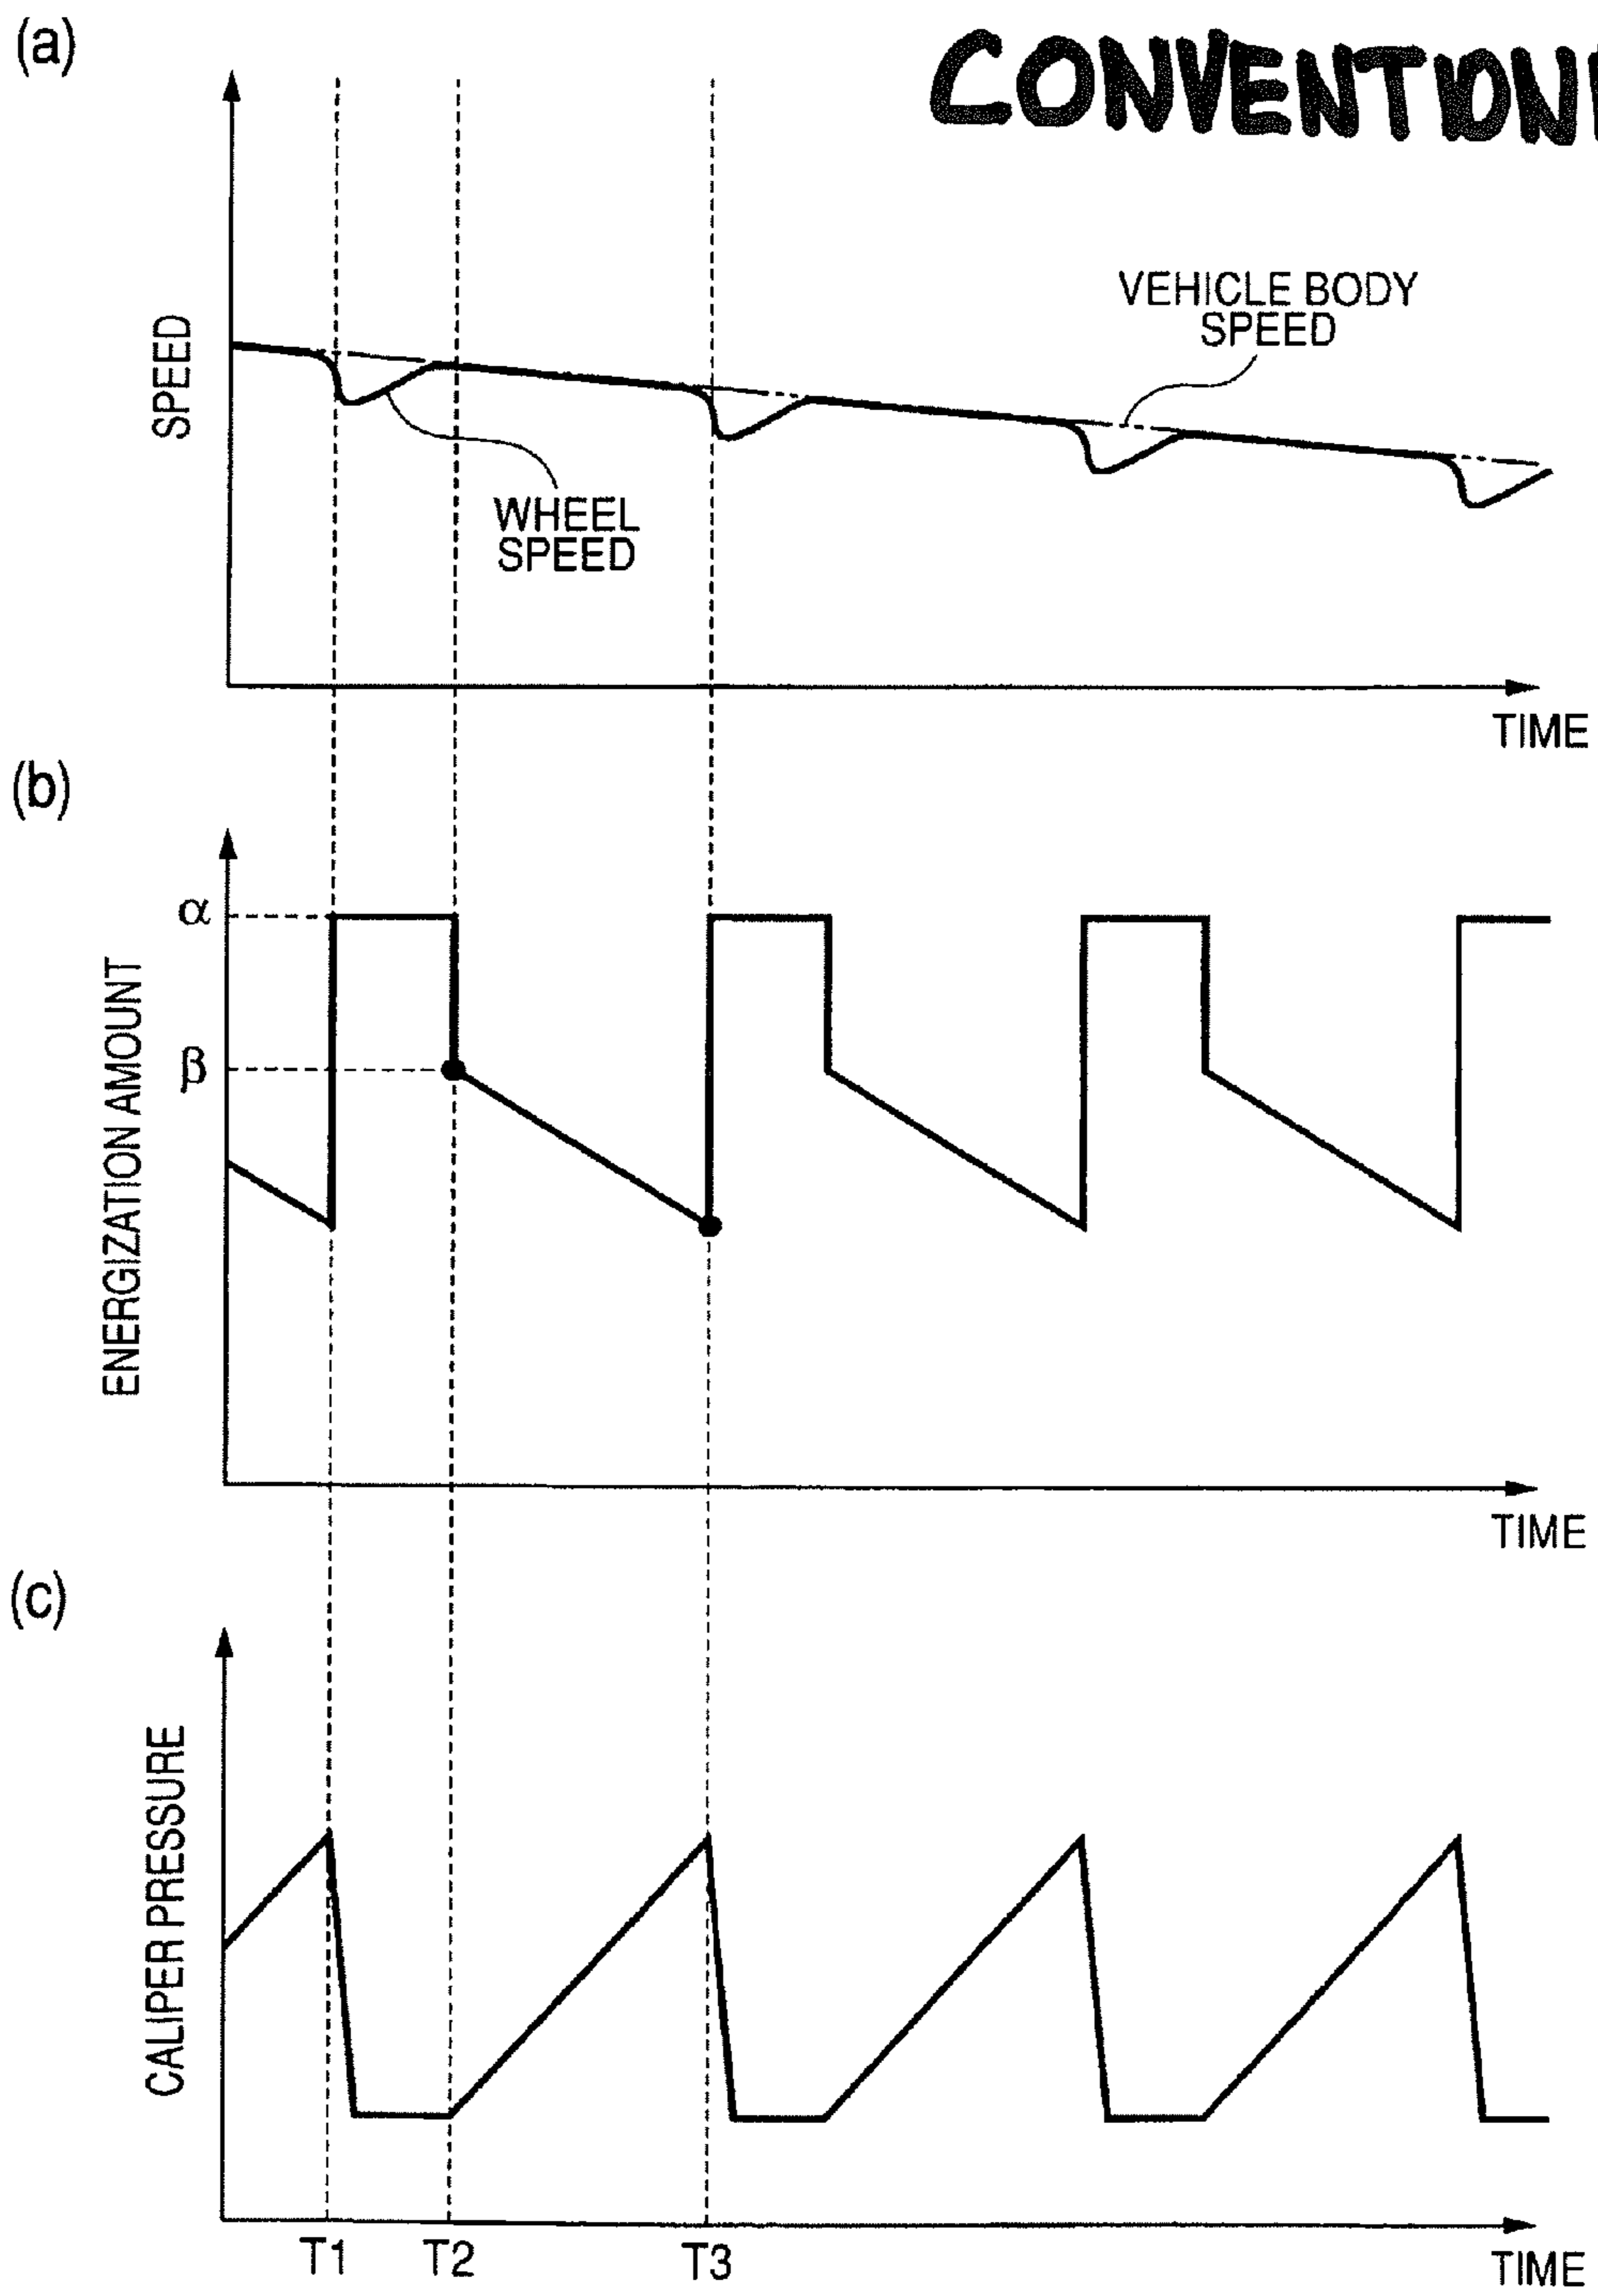 (a)
CONVENTION
SPEED
VEHICLE BODY
SPEED
WHEEL
SPEED
TIME
(b)
α
β
ENERGIZATION AMOUNT
TIME
(c)
CALIPER PRESSURE
T1
T2
T3
TIME